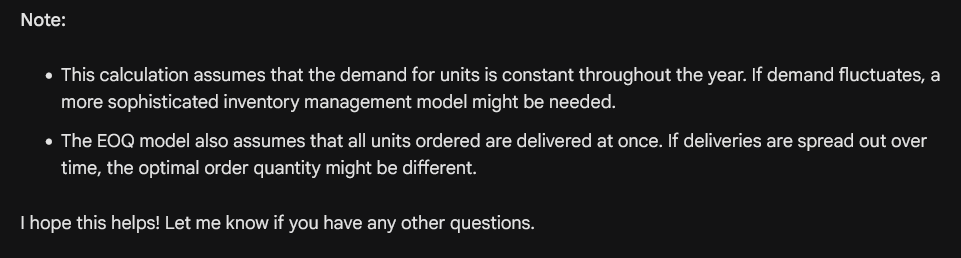 Note:
• This calculation assumes that the demand for units is constant throughout the year. If demand fluctuates, a
more sophisticated inventory management model might be needed.
• The EOQ model also assumes that all units ordered are delivered at once. If deliveries are spread out over
time, the optimal order quantity might be different.
I hope this helps! Let me know if you have any other questions.